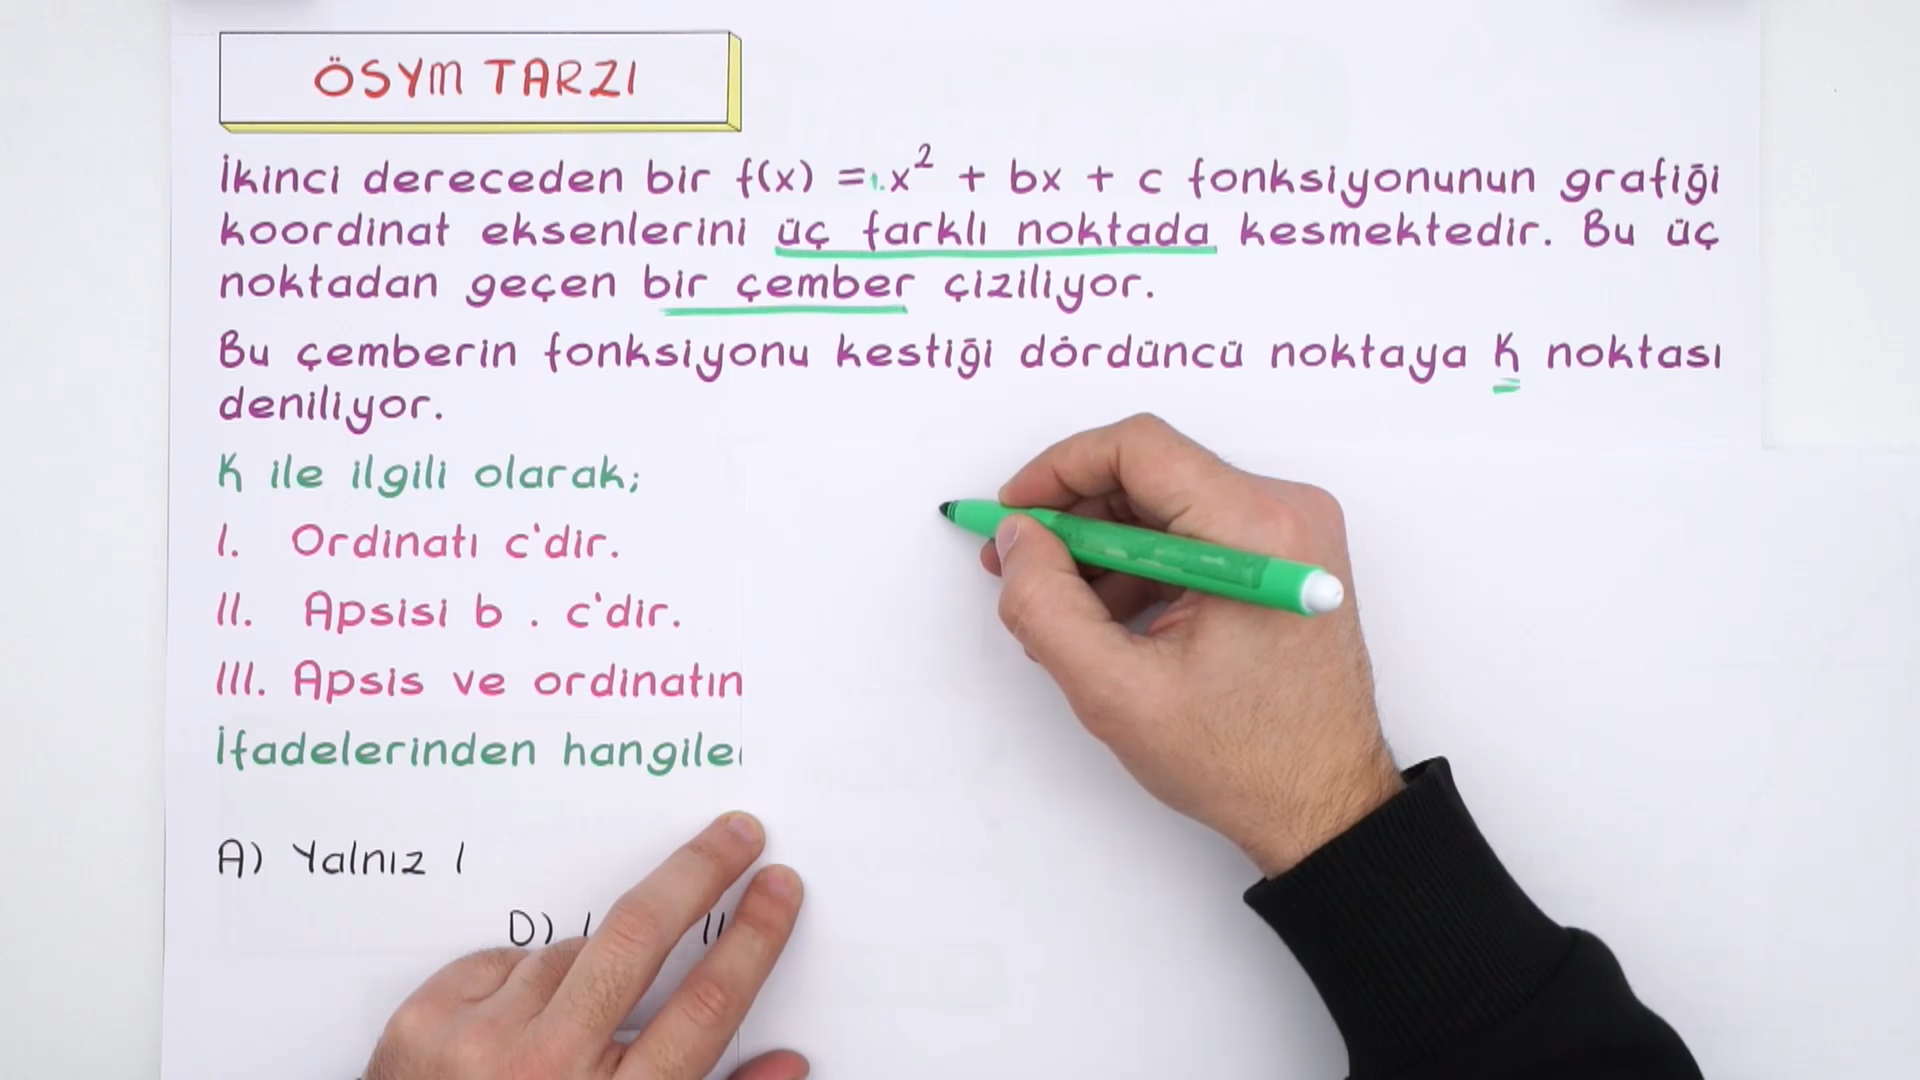 ÖSYM TARZI
İkinci dereceden bir f(x) = 1.x² + bx + c fonksiyonunun grafiği
koordinat eksenlerini üç farklı noktada kesmektedir. Bu üç
noktadan geçen bir çember çiziliyor.
Bu çemberin fonksiyonu kestiği dördüncü noktaya K noktası
deniliyor.
K ile ilgili olarak;
I. Ordinatı c'dir.
II. Apsisi b . c'dir.
III. Apsis ve ordinatın
İfadelerinden
A) Yalnız I
D) I II